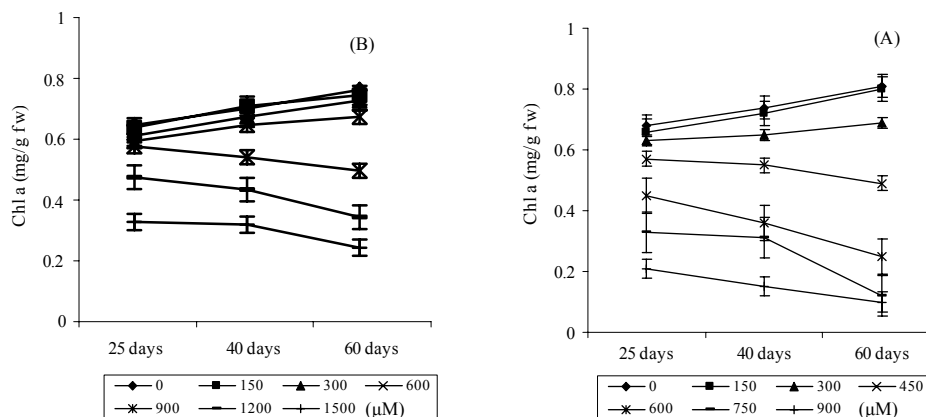 (B)
Chl a (mg/g fw)
1
0.8
0.6
0.4
0.2
0
25 days 40 days 60 days
0 150 300 600
900 1200 1500 (μM)
(A)
Chl a (mg/g fw)
1
0.8
0.6
0.4
0.2
0
25 days 40 days 60 days
0 150 300 450
600 750 900